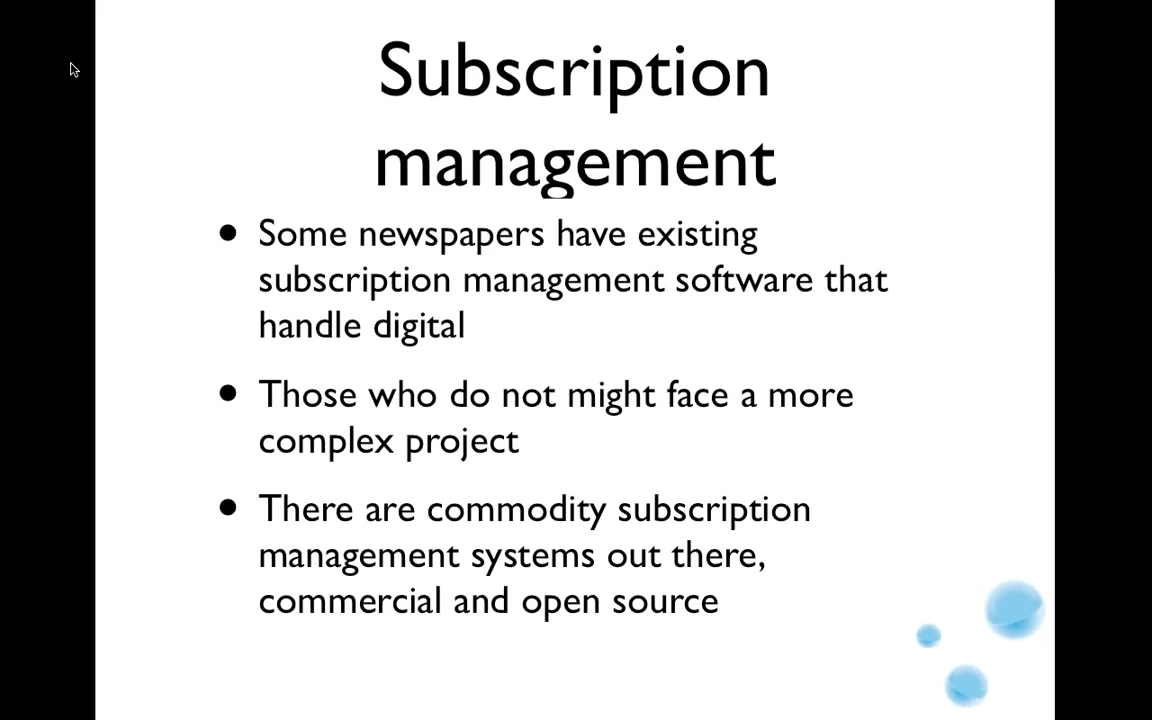 Subscription
management
• Some newspapers have existing
subscription management software that
handle digital
• Those who do not might face a more
complex project
• There are commodity subscription
management systems out there,
commercial and open source